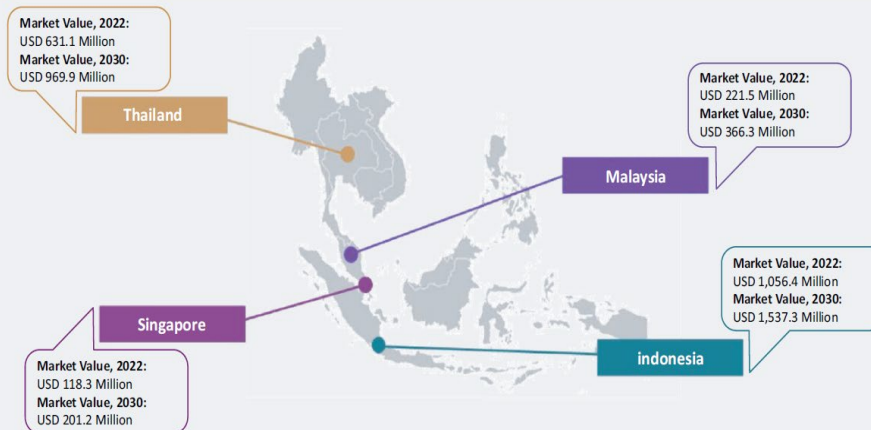 Market Value, 2022:
USD 631.1 Million
Market Value, 2030:
USD 969.9 Million
Thailand
Market Value, 2022:
USD 221.5 Million
Market Value, 2030:
USD 366.3 Million
Malaysia
Market Value, 2022:
USD 1,056.4 Million
Market Value, 2030:
USD 1,537.3 Million
Singapore
indonesia
Market Value, 2022:
USD 118.3 Million
Market Value, 2030:
USD 201.2 Million